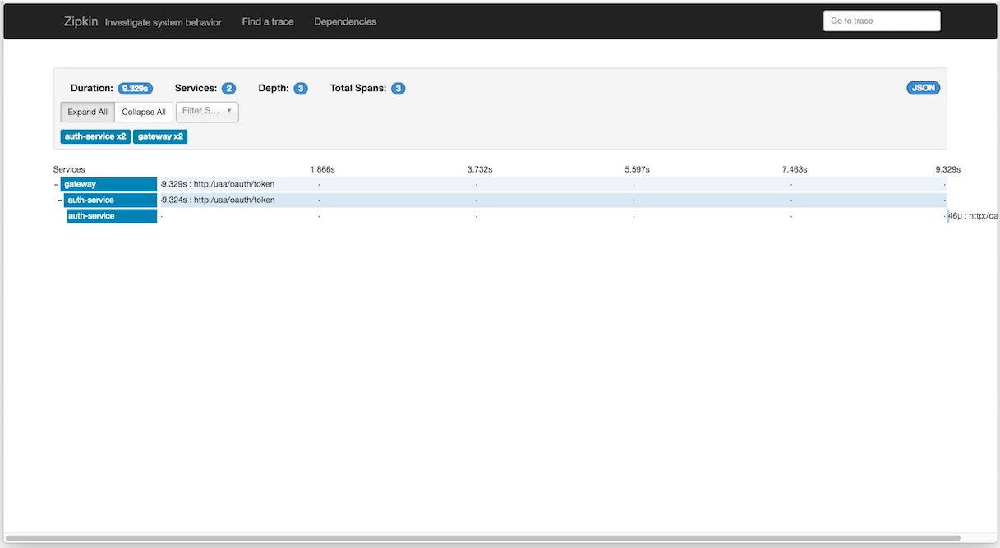 Zipkin Investigate system behavior Find a trace Dependencies Go to trace
Duration: 9.329s Services: 2 Depth: 3 Total Spans: 3 JSON
Expand All Collapse All Filter S...
auth-service x2 gateway x2
Services 1.866s 3.732s 5.597s 7.463s 9.329s
− gateway 9.329s : http:/uaa/oauth/token
− auth-service 9.324s : http:/uaa/oauth/token
auth-service 46μ : http:/oa